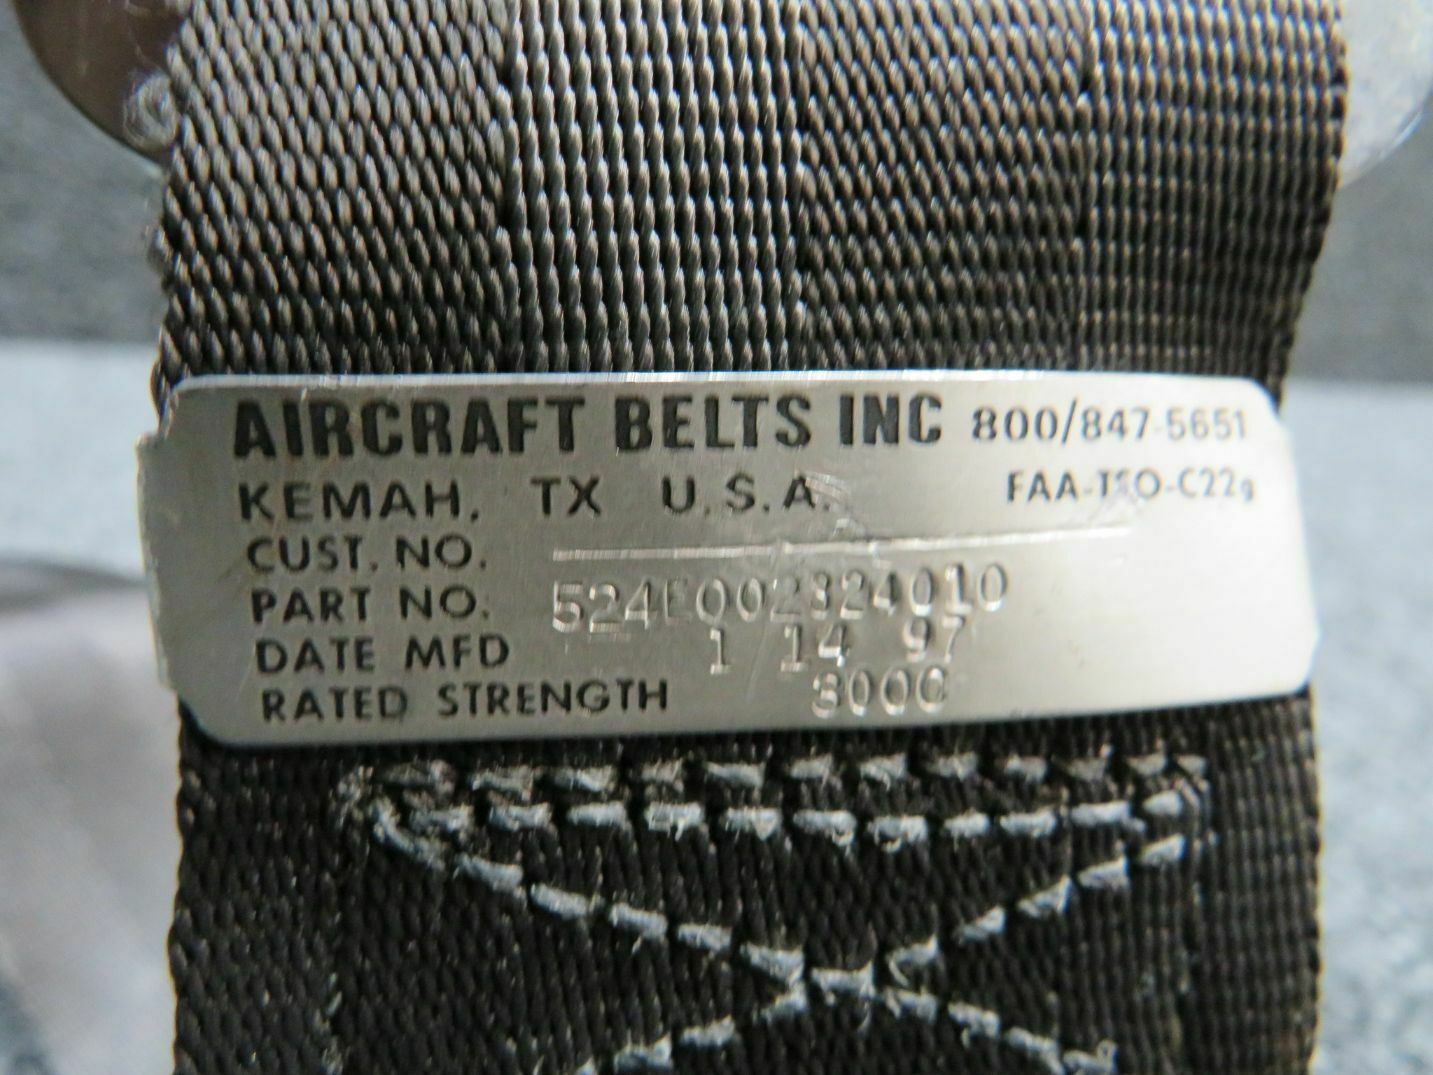 AIRCRAFT BELTS INC 800/847-5651
KEMAH, TX U.S.A. FAA-TSO-C22g
CUST. NO.
PART NO. 524E002324010
DATE MFD 1 14 97
RATED STRENGTH 3000